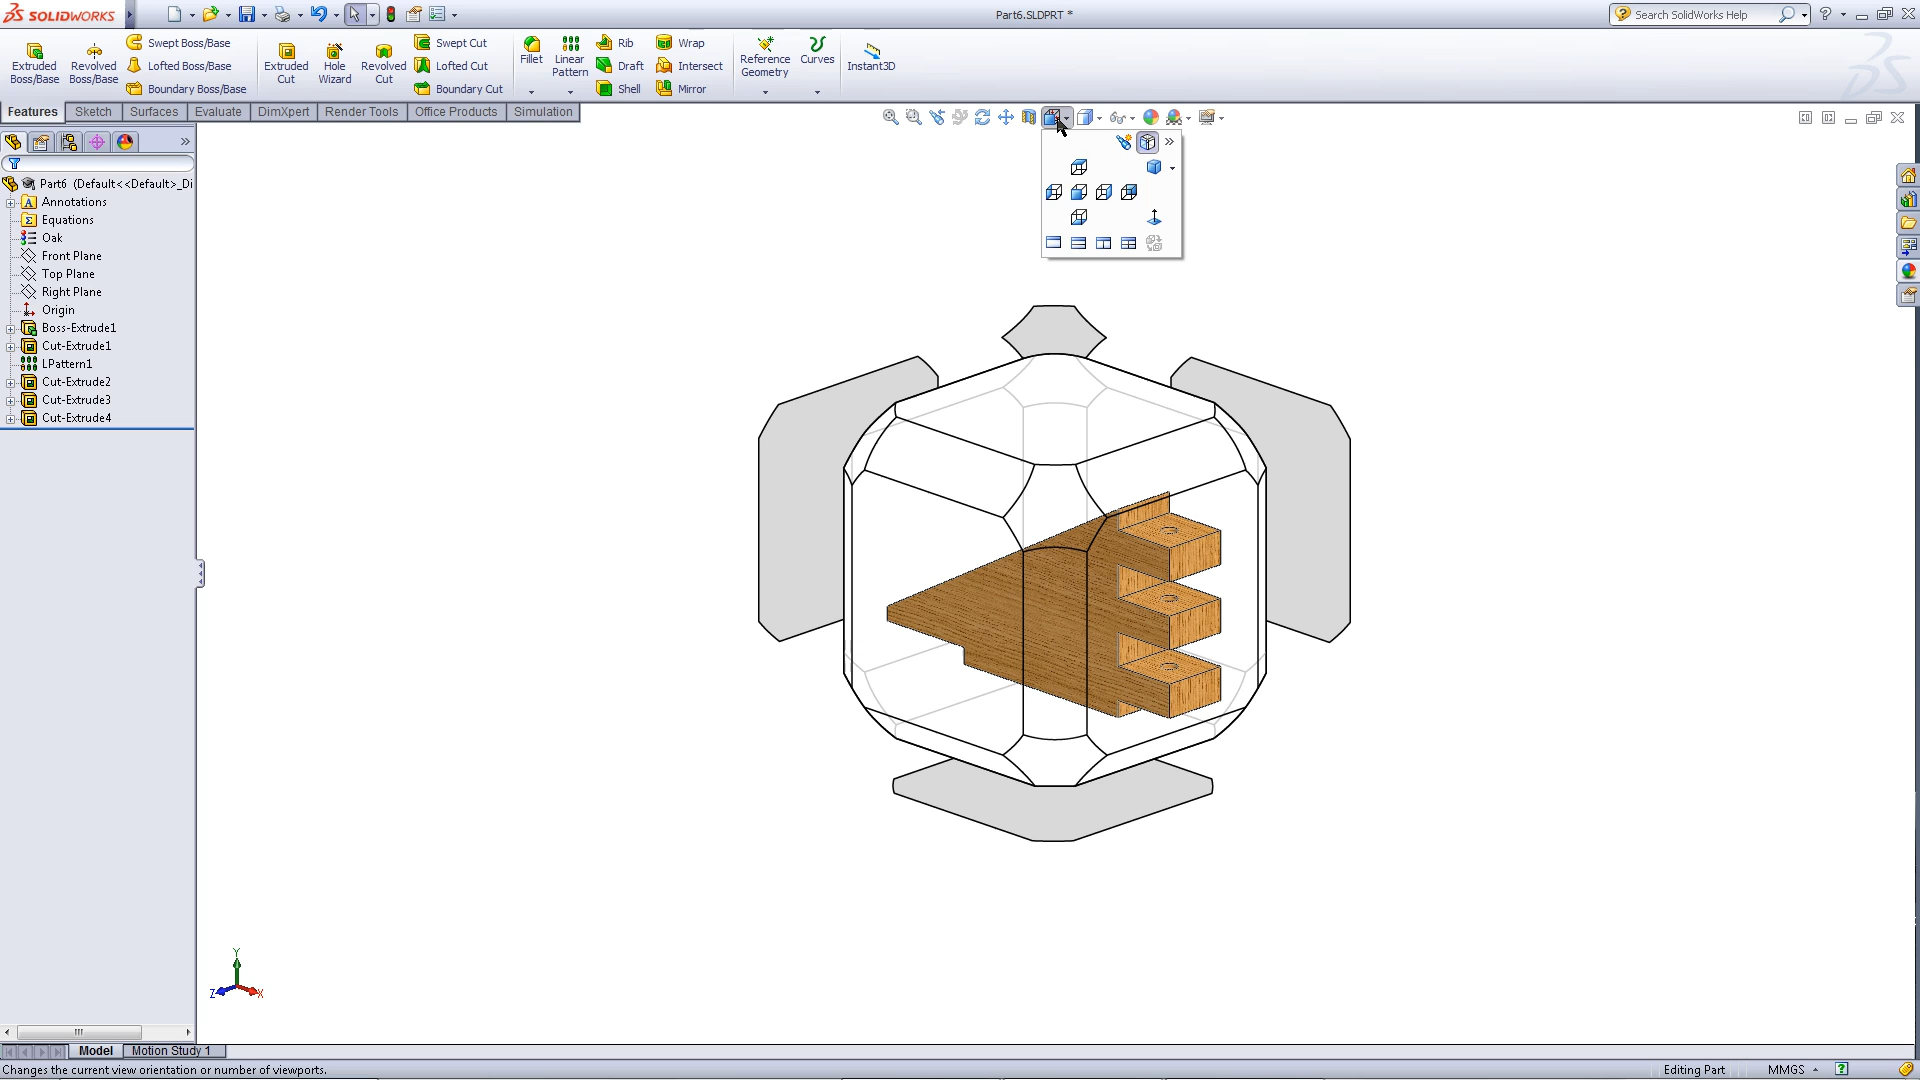 SOLIDWORKS
Part6.SLDPRT *
Search SolidWorks Help
Extruded Boss/Base
Revolved Boss/Base
Swept Boss/Base
Lofted Boss/Base
Boundary Boss/Base
Extruded Cut
Hole Wizard
Revolved Cut
Swept Cut
Lofted Cut
Boundary Cut
Fillet
Linear Pattern
Rib
Draft
Shell
Wrap
Intersect
Mirror
Reference Geometry
Curves
Instant3D
Features
Sketch
Surfaces
Evaluate
DimXpert
Render Tools
Office Products
Simulation
Part6 (Default<<Default>_Di
Annotations
Equations
Oak
Front Plane
Top Plane
Right Plane
Origin
Boss-Extrude1
Cut-Extrude1
LPattern1
Cut-Extrude2
Cut-Extrude3
Cut-Extrude4
Y
Z
X
Model
Motion Study 1
Changes the current view orientation or number of viewports.
Editing Part
MMGS